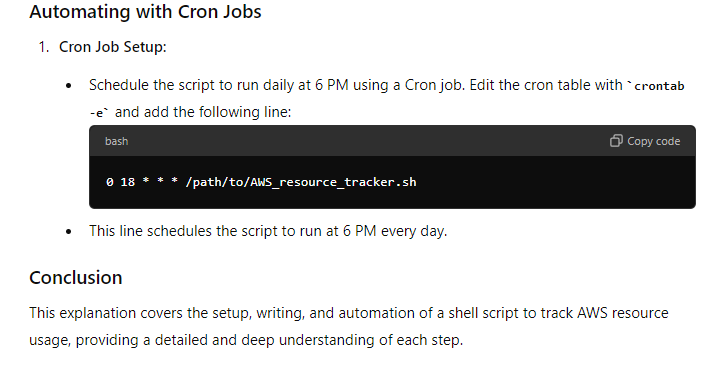 Automating with Cron Jobs
1. Cron Job Setup:
• Schedule the script to run daily at 6 PM using a Cron job. Edit the cron table with `crontab
-e` and add the following line:
bash Copy code
0 18 * * * /path/to/AWS_resource_tracker.sh
• This line schedules the script to run at 6 PM every day.
Conclusion
This explanation covers the setup, writing, and automation of a shell script to track AWS resource
usage, providing a detailed and deep understanding of each step.